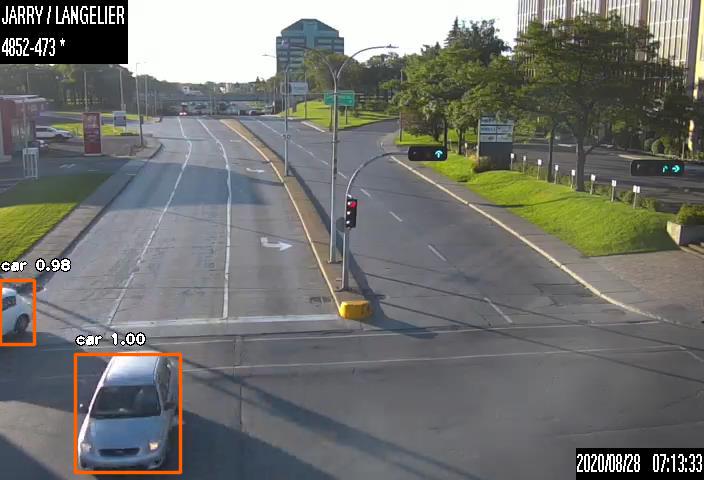 JARRY / LANGELIER
4852-473 *
car 0.98
car 1.00
2020/08/28 07:13:33